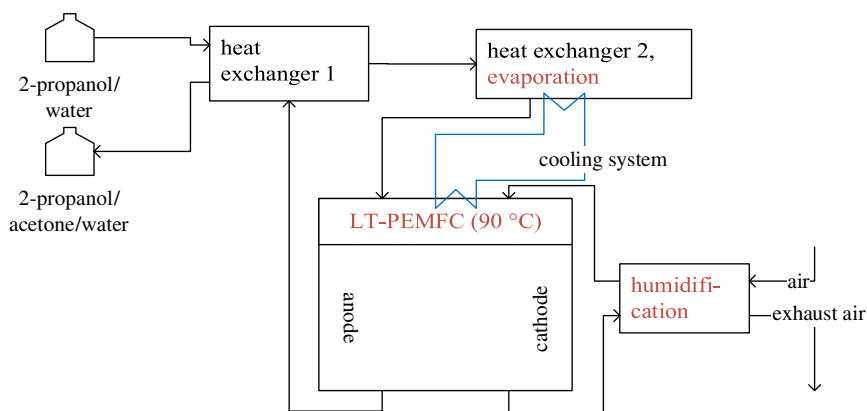 2-propanol/
water
2-propanol/
acetone/water
heat
exchanger 1
heat exchanger 2,
evaporation
cooling system
LT-PEMFC (90 °C)
anode
cathode
humidifi-
cation
air
exhaust air